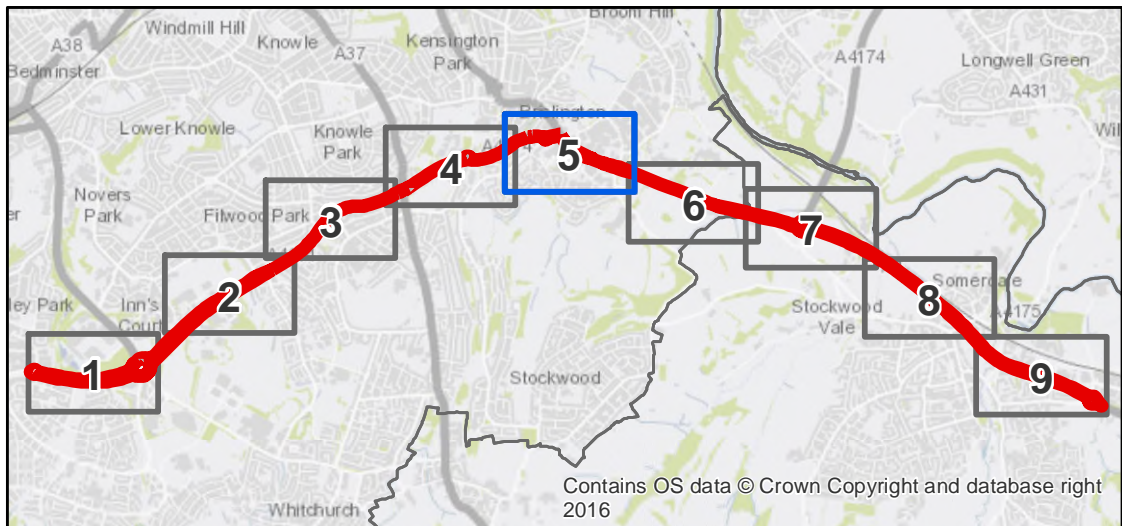 Broom Hill
Windmill Hill
A38
Knowle
A37
Kensington
Park
A4174
Longwell Green
Bedminster
A431
Brislington
Lower Knowle
Knowle
Park
4
5
Novers
Park
6
Filwood Park
3
7
Inn's
Court
2
Stockwood
Vale
8
Somerdale
A4175
1
Stockwood
9
Contains OS data © Crown Copyright and database right
2016
Whitchurch